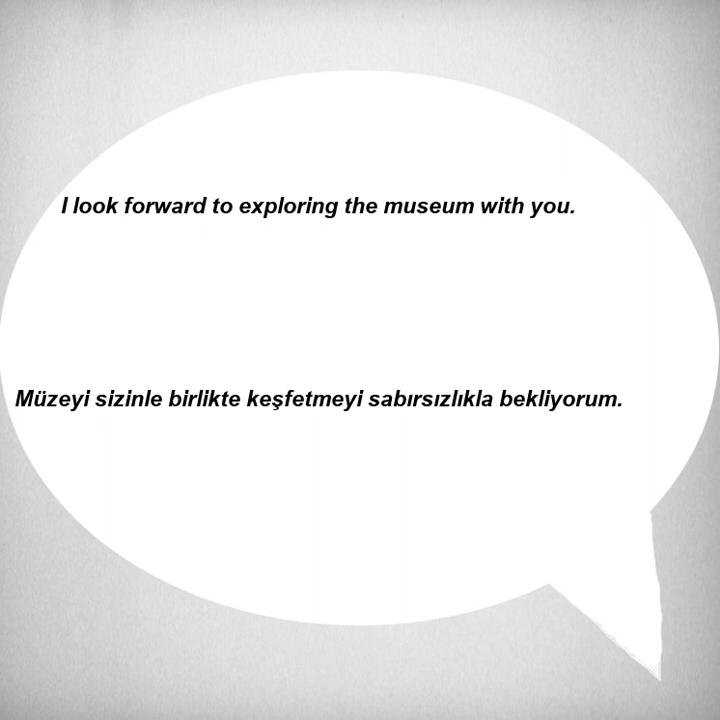 I look forward to exploring the museum with you.
Müzeyi sizinle birlikte keşfetmeyi sabırsızlıkla bekliyorum.